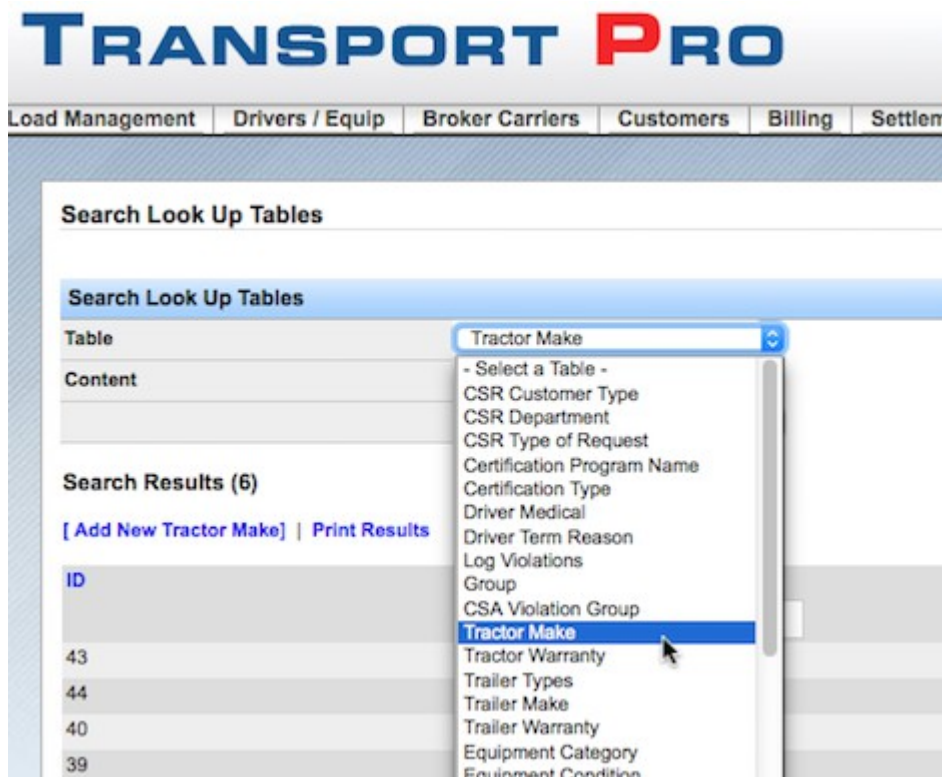 TRANSPORT PRO
Load Management Drivers / Equip Broker Carriers Customers Billing Settlem
Search Look Up Tables
Search Look Up Tables
Table Tractor Make
Content
- Select a Table -
CSR Customer Type
CSR Department
CSR Type of Request
Certification Program Name
Certification Type
Driver Medical
Driver Term Reason
Log Violations
Group
CSA Violation Group
Tractor Make
Tractor Warranty
Trailer Types
Trailer Make
Trailer Warranty
Equipment Category
Equipment Condition
Search Results (6)
[ Add New Tractor Make] | Print Results
ID
43
44
40
39